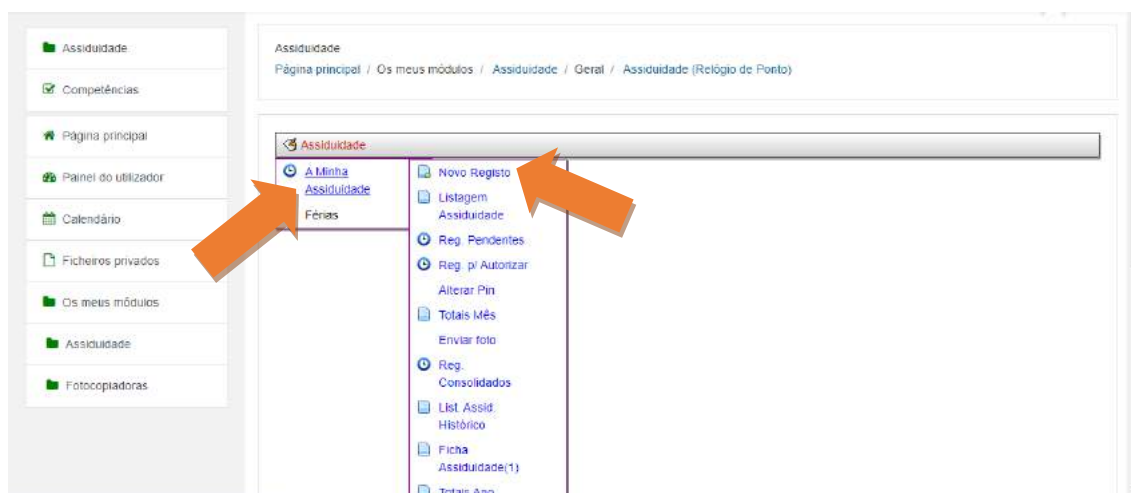 Assiduidade
Competências
Página principal
Painel do utilizador
Calendário
Ficheiros privados
Os meus módulos
Assiduidade
Fotocopiadoras
Assiduidade
Página principal / Os meus módulos / Assiduidade / Geral / Assiduidade (Relógio de Ponto)
Assiduidade
A Minha
Assiduidade
Férias
Novo Registo
Listagem
Assiduidade
Reg. Pendentes
Reg. p/ Autorizar
Alterar Pin
Totais Mês
Enviar foto
Reg.
Consolidados
List. Assid.
Histórico
Ficha
Assiduidade(1)
Totais Ano